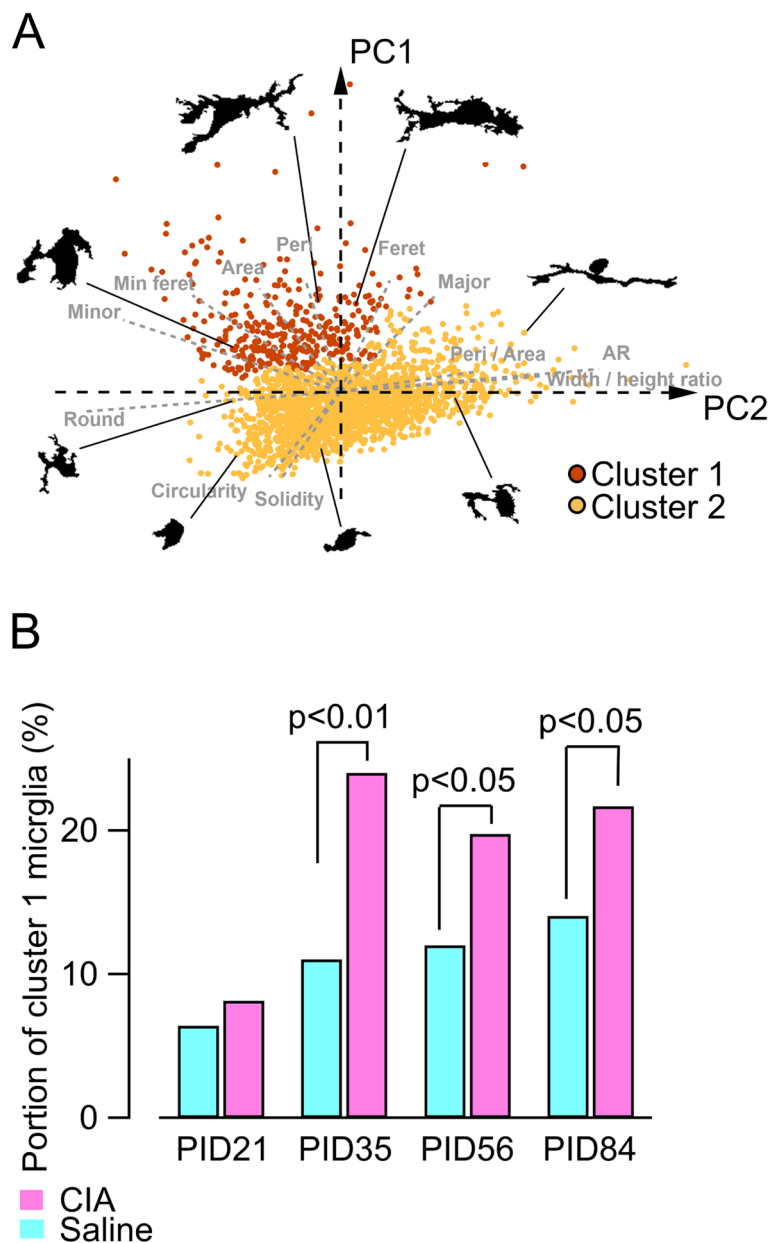 A
PC1
Peri
Feret
Area
Min feret
Major
Minor
Peri / Area
AR
Width / height ratio
PC2
Round
Circularity
Solidity
Cluster 1
Cluster 2
B
Portion of cluster 1 micrglia (%)
p<0.01
p<0.05
p<0.05
20
10
0
PID21
PID35
PID56
PID84
CIA
Saline